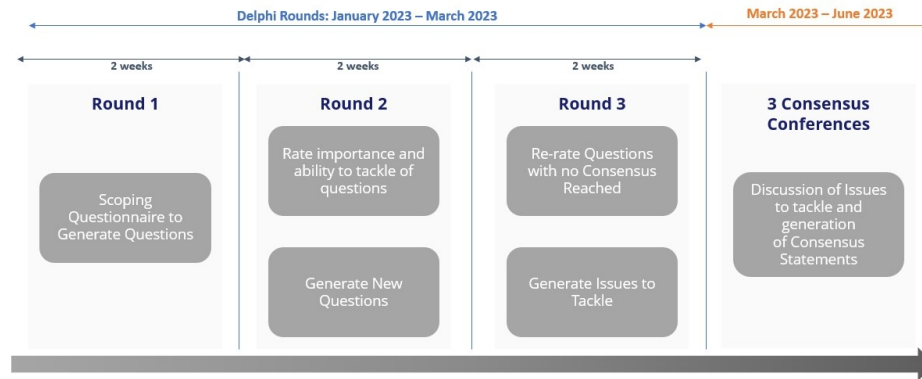 Delphi Rounds: January 2023 – March 2023
March 2023 – June 2023
2 weeks
2 weeks
2 weeks
Round 1
Scoping
Questionnaire to
Generate Questions
Round 2
Rate importance and
ability to tackle of
questions
Generate New
Questions
Round 3
Re-rate Questions
with no Consensus
Reached
Generate Issues to
Tackle
3 Consensus
Conferences
Discussion of Issues
to tackle and
generation
of Consensus
Statements